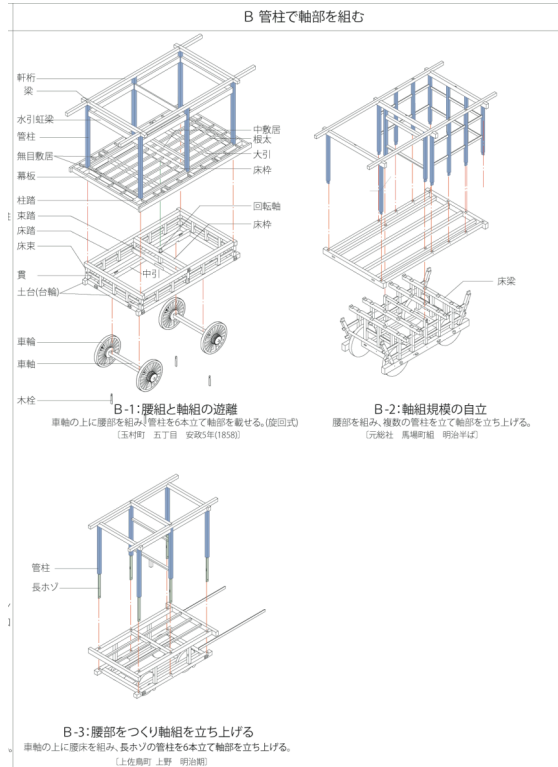 B 管柱で軸部を組む
軒桁
梁
水引虹梁
管柱
無目敷居
幕板
柱踏
束踏
床踏
床束
貫
土台(台輪)
車輪
車軸
木栓
中敷居
根太
大引
床枠
回転軸
床枠
中引
B-1:腰組と軸組の遊離
車軸の上に腰部を組み、管柱を6本立て軸部を載せる。(旋回式)
〔玉村町 五丁目 安政5年(1858)〕
床梁
B-2:軸組規模の自立
腰部を組み、複数の管柱を立て軸部を立ち上げる。
〔元総社 馬場町組 明治半ば〕
管柱
長ホゾ
B-3:腰部をつくり軸組を立ち上げる
車軸の上に腰床を組み、長ホゾの管柱を6本立て軸部を立ち上げる。
〔上佐鳥町 上野 明治期〕